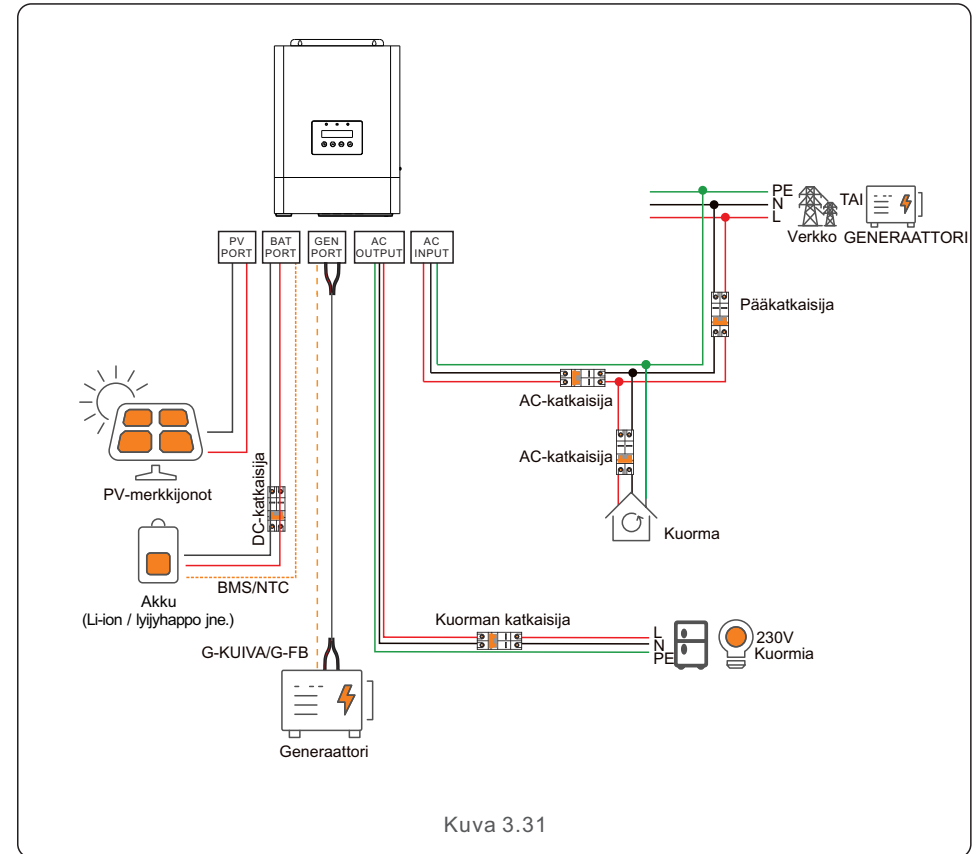 PV
PORT
BAT
PORT
GEN
PORT
AC
OUTPUT
AC
INPUT
PE
N
L
TAI
Verkko
GENERAATTORI
Pääkatkaisija
AC-katkaisija
AC-katkaisija
Kuorma
PV-merkkijonot
DC-katkaisija
BMS/NTC
Akku
(Li-ion / lyijyhappo jne.)
Kuorman katkaisija
L
N
PE
230V
Kuormia
G-KUIVA/G-FB
Generaattori
Kuva 3.31